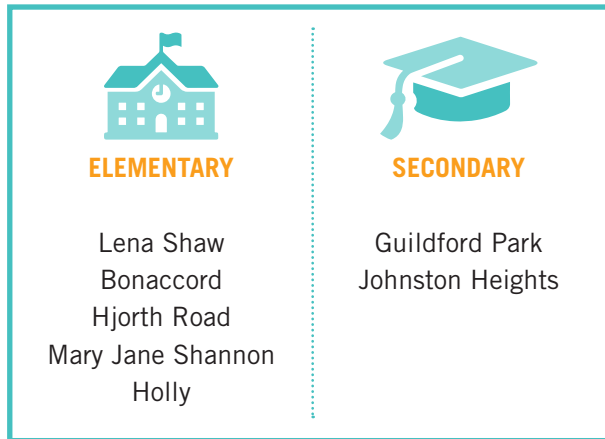 ELEMENTARY
Lena Shaw
Bonaccord
Hjorth Road
Mary Jane Shannon
Holly
SECONDARY
Guildford Park
Johnston Heights